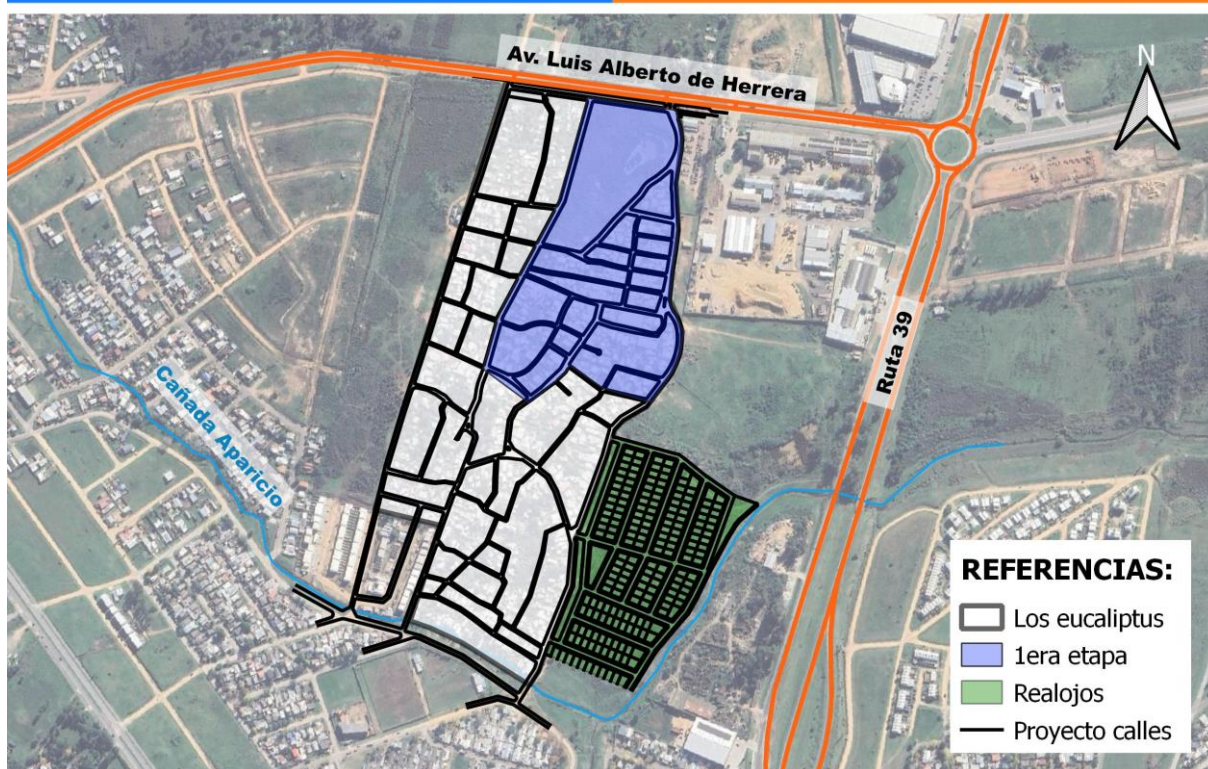 Av. Luis Alberto de Herrera
N
Ruta 39
Cañada Aparicio
REFERENCIAS:
Los eucaliptus
1era etapa
Realojos
Proyecto calles